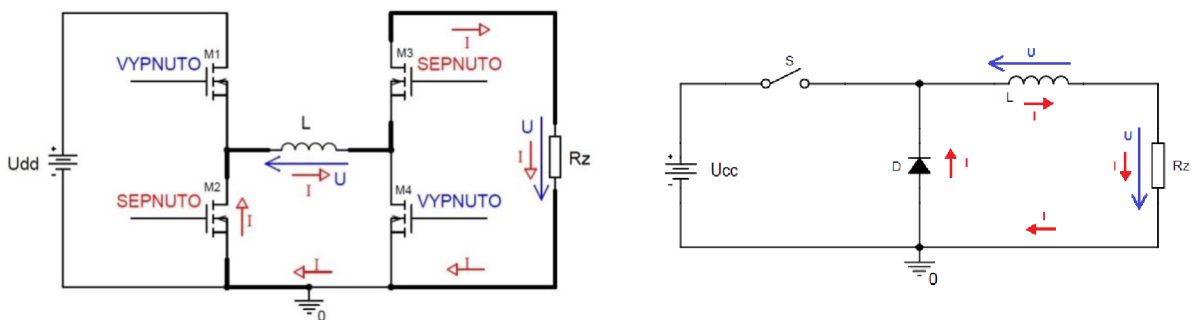 M1
VYPNUTO
I
M3
SEPNUTO
L
Udd
+
-
U
I
Rz
I
U
M2
SEPNUTO
I
M4
VYPNUTO
I
I
0
U
S
L
I
+
-
Ucc
D
I
U
I
Rz
I
0